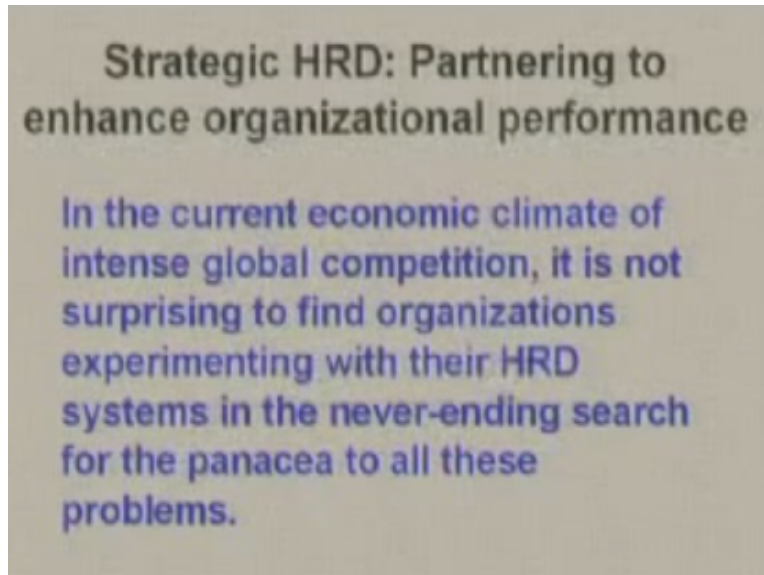 Strategic HRD: Partnering to
enhance organizational performance
In the current economic climate of
intense global competition, it is not
surprising to find organizations
experimenting with their HRD
systems in the never-ending search
for the panacea to all these
problems.